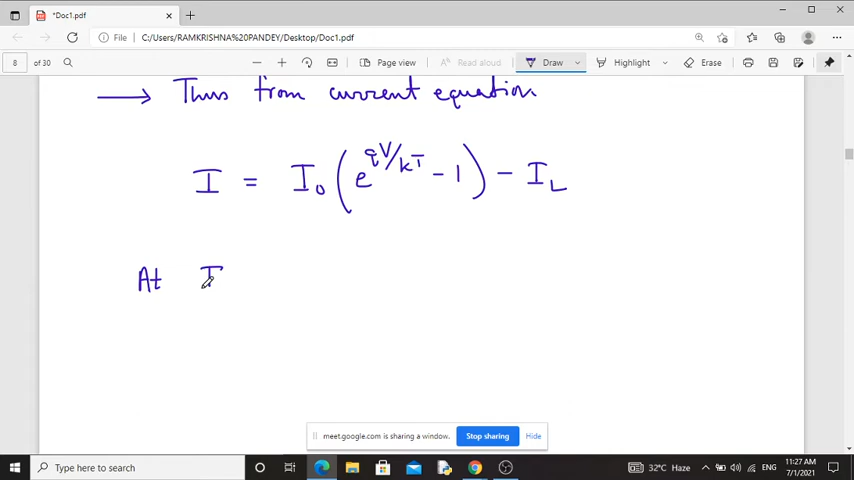 *Doc1.pdf
File C:/Users/RAMKRISHNA%20PANDEY/Desktop/Doc1.pdf
8 of 30 Page view Read aloud Draw Highlight Erase
⟶ Thus from current equation
I = I₀(e^{qV/kT} - 1) - I_L
At I
meet.google.com is sharing a window. Stop sharing Hide
Type here to search 32°C Haze ENG 11:27 AM
7/1/2021